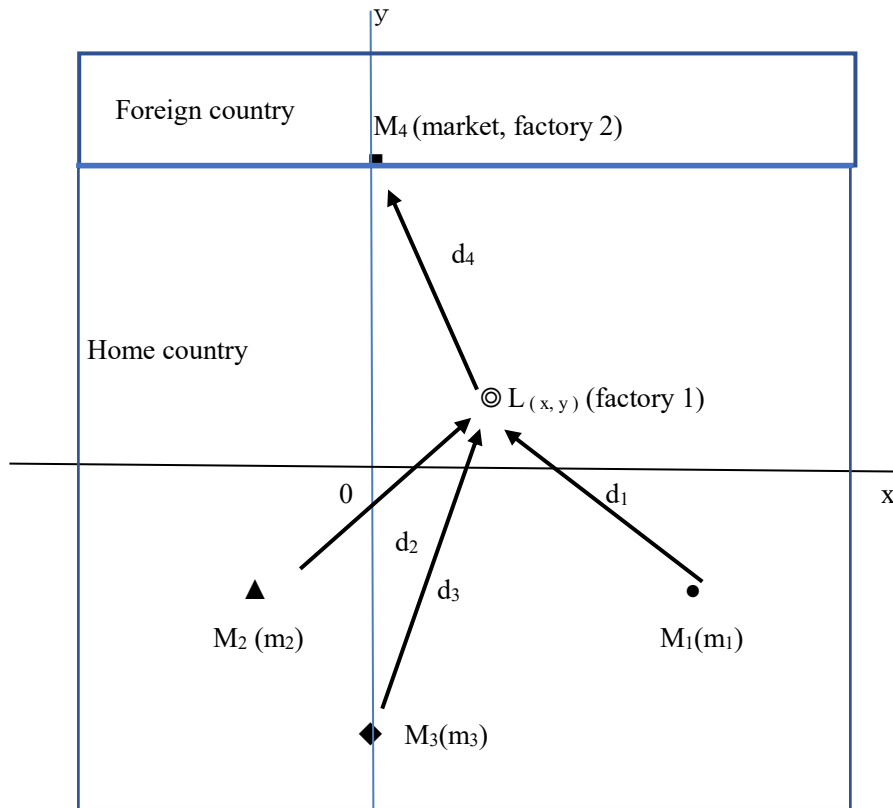 y
Foreign country
M₄ (market, factory 2)
d₄
Home country
L ( x, y ) (factory 1)
0
x
d₁
d₂
d₃
M₂ (m₂)
M₁(m₁)
M₃(m₃)